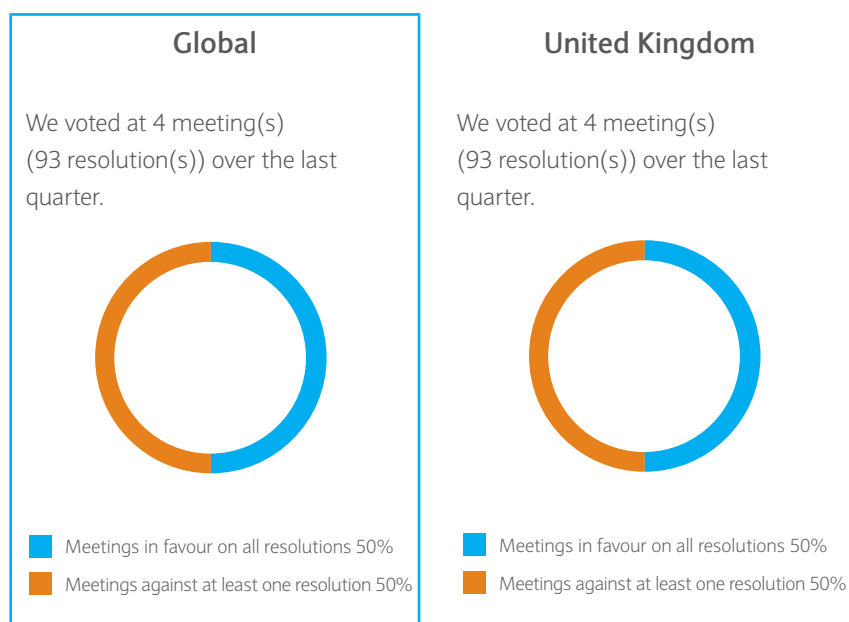 Global
We voted at 4 meeting(s)
(93 resolution(s)) over the last
quarter.
Meetings in favour on all resolutions 50%
Meetings against at least one resolution 50%
United Kingdom
We voted at 4 meeting(s)
(93 resolution(s)) over the last
quarter.
Meetings in favour on all resolutions 50%
Meetings against at least one resolution 50%